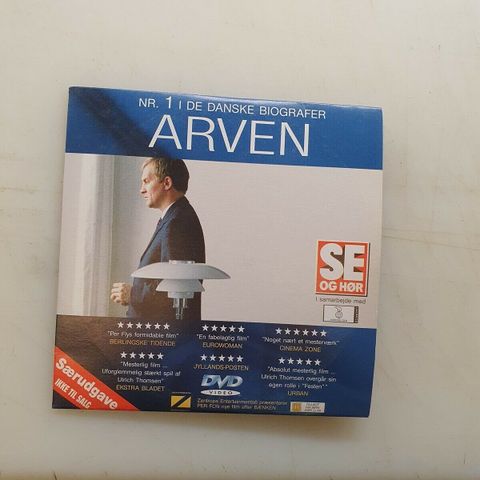 NR. 1 I DE DANSKE BIOGRAFER
ARVEN
SE
OG HØR
I samarbejde med
"Per Flys formidable film"
BERLINGSKE TIDENDE
"En fabelagtig film"
EUROWOMAN
"Noget nært et mesterværk"
CINEMA ZONE
"Mesterlig film ...
Uforglemmelig stærkt spil af
Ulrich Thomsen"
EKSTRA BLADET
JYLLANDS-POSTEN
"Absolut mesterlig film ...
Ulrich Thomsen overgår sin
egen rolle i "Festen" "
URBAN
Særudgave
IKKE TIL SALG
DVD
VIDEO
Zentropa Entertainments6 præsenterer
PER FLYs nye film efter BÆNKEN